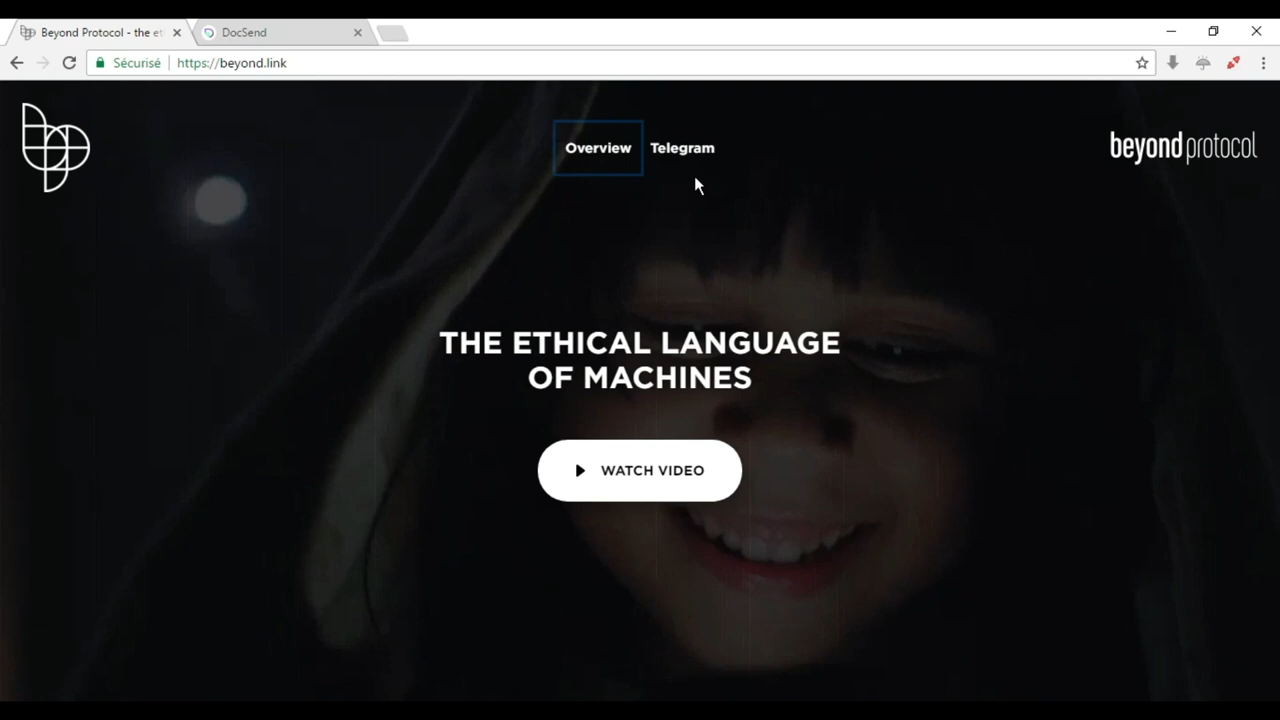 Beyond Protocol - the et
DocSend
Sécurisé
https://beyond.link
Overview
Telegram
beyond protocol
THE ETHICAL LANGUAGE
OF MACHINES
WATCH VIDEO